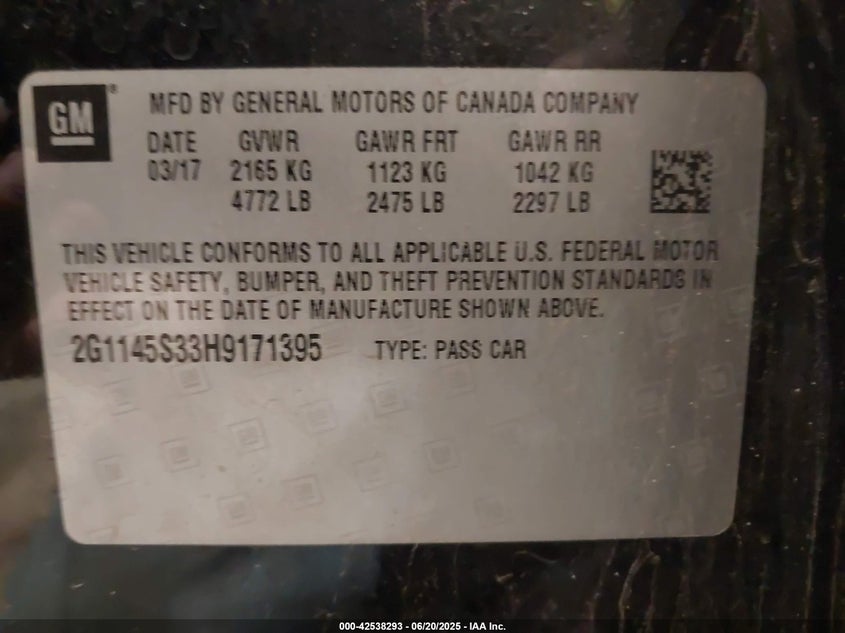 GM ®
MFD BY GENERAL MOTORS OF CANADA COMPANY
DATE GVWR GAWR FRT GAWR RR
03/17 2165 KG 1123 KG 1042 KG
4772 LB 2475 LB 2297 LB
THIS VEHICLE CONFORMS TO ALL APPLICABLE U.S. FEDERAL MOTOR
VEHICLE SAFETY, BUMPER, AND THEFT PREVENTION STANDARDS IN
EFFECT ON THE DATE OF MANUFACTURE SHOWN ABOVE.
2G1145S33H9171395 TYPE: PASS CAR
000-42538293 - 06/20/2025 - IAA Inc.